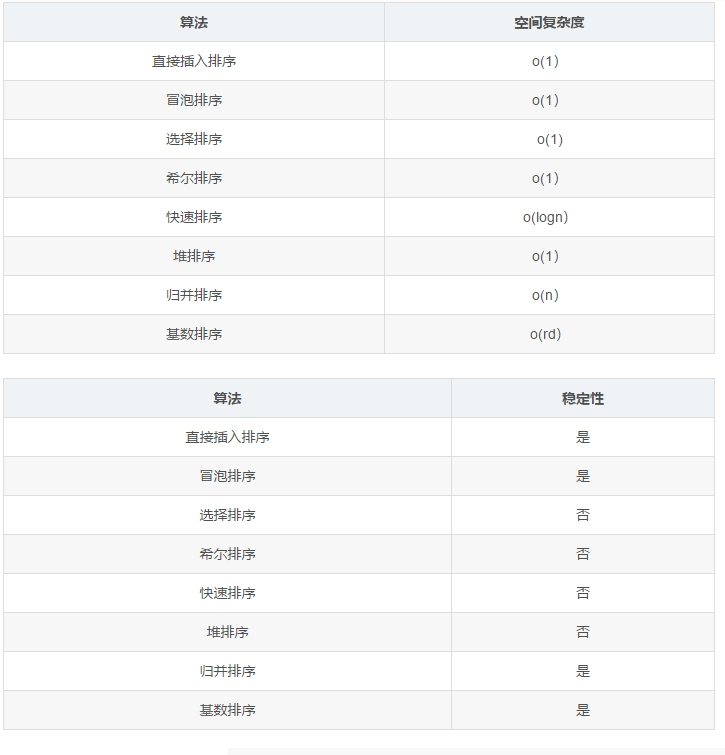 算法 空间复杂度
直接插入排序 o(1）
冒泡排序 o(1）
选择排序 o(1)
希尔排序 o(1）
快速排序 o(logn）
堆排序 o(1）
归并排序 o(n）
基数排序 o(rd）
算法 稳定性
直接插入排序 是
冒泡排序 是
选择排序 否
希尔排序 否
快速排序 否
堆排序 否
归并排序 是
基数排序 是